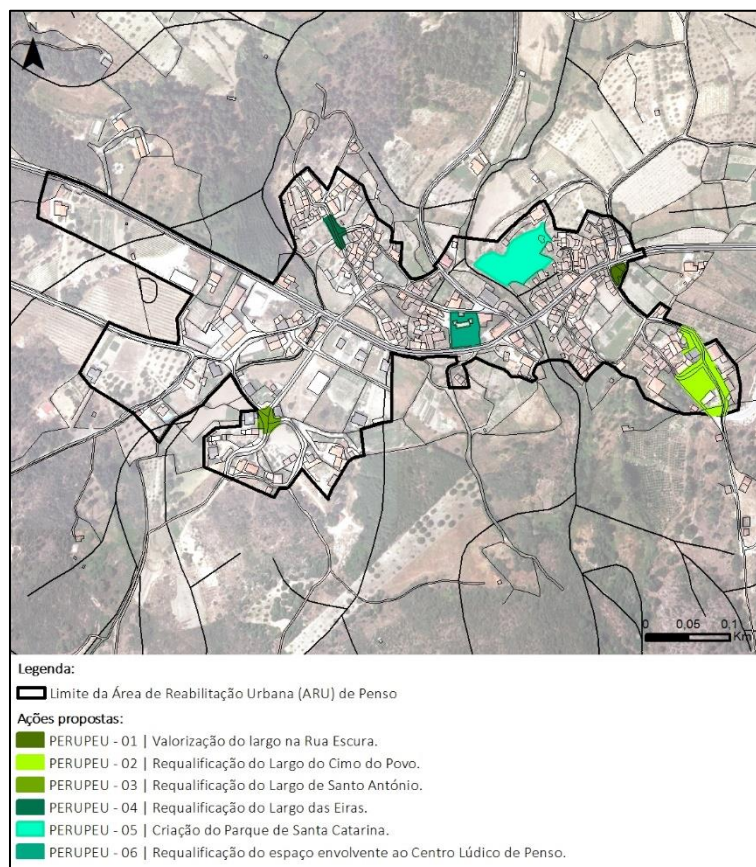 N
0 0,05 0,1
Km
Legenda:
Limite da Área de Reabilitação Urbana (ARU) de Penso
Ações propostas:
PERUPEU - 01 | Valorização do largo na Rua Escura.
PERUPEU - 02 | Requalificação do Largo do Cimo do Povo.
PERUPEU - 03 | Requalificação do Largo de Santo António.
PERUPEU - 04 | Requalificação do Largo das Eiras.
PERUPEU - 05 | Criação do Parque de Santa Catarina.
PERUPEU - 06 | Requalificação do espaço envolvente ao Centro Lúdico de Penso.